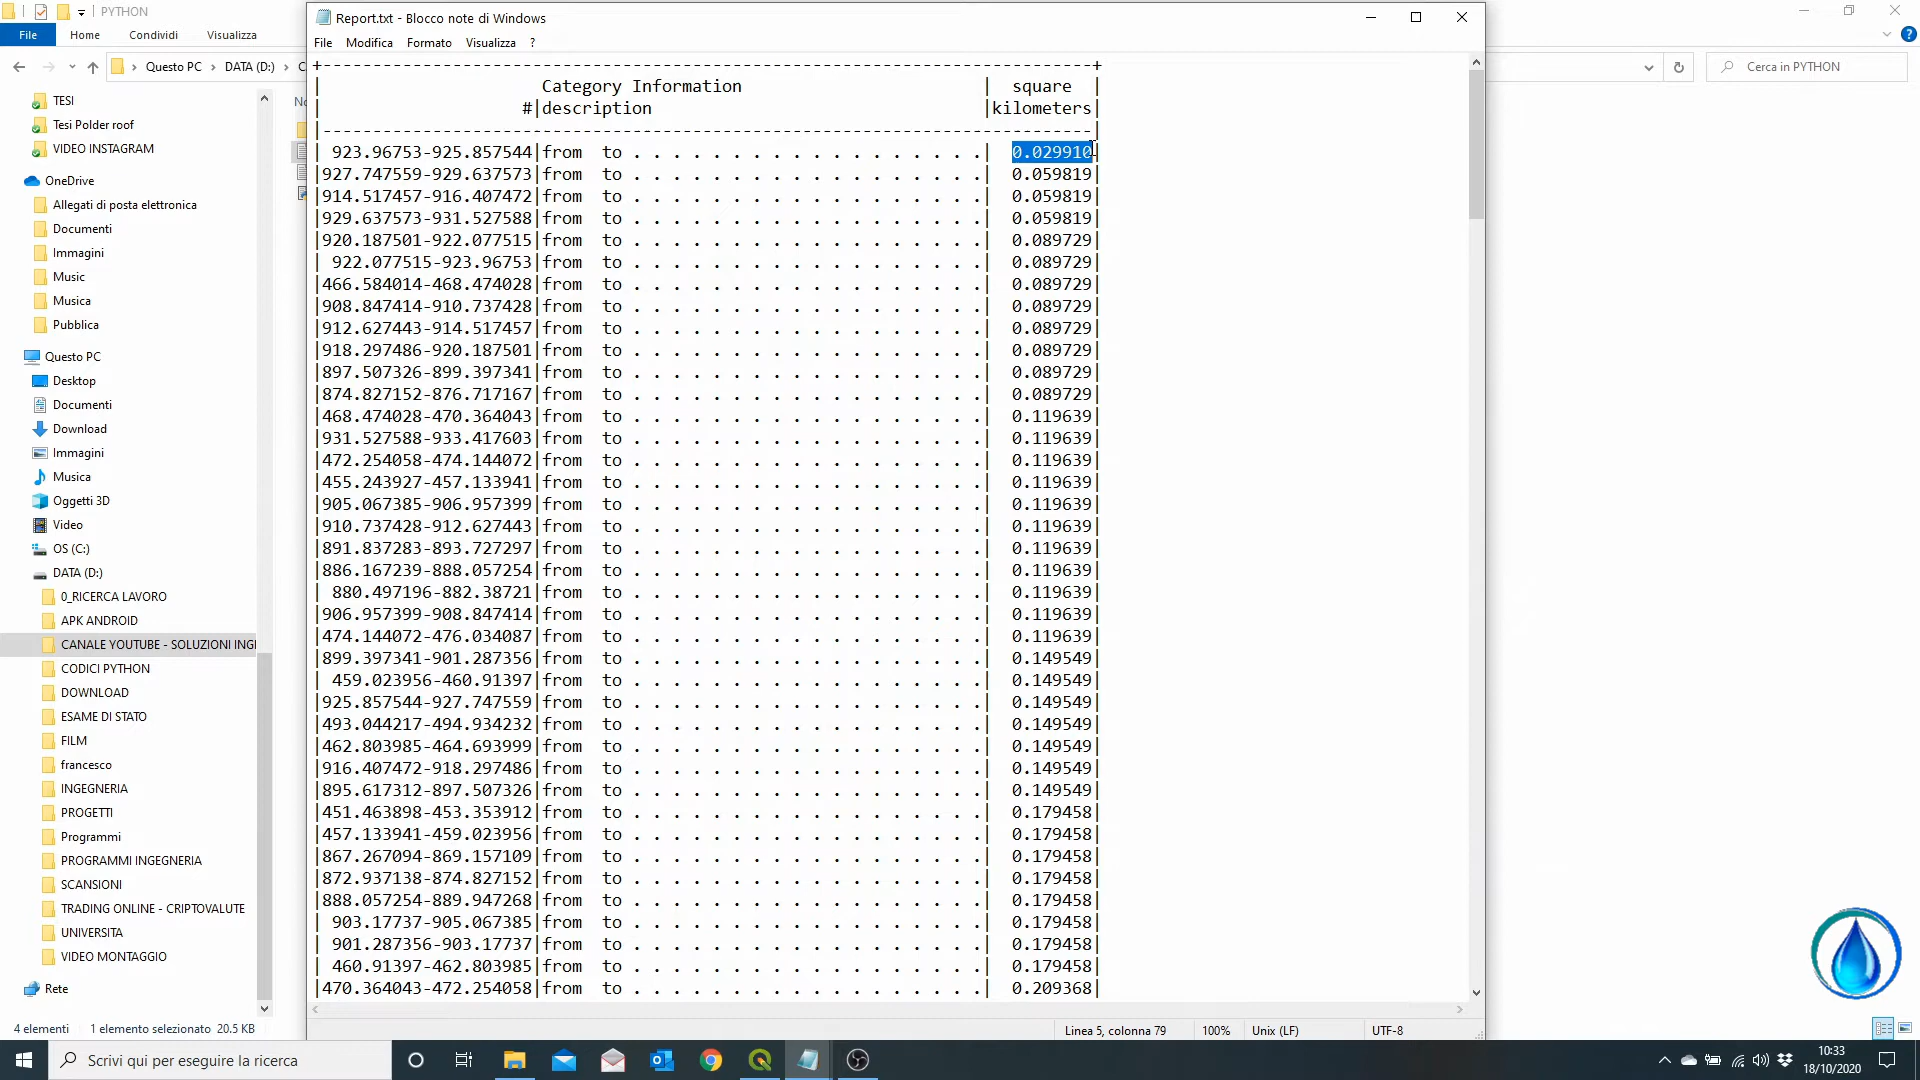 PYTHON
File
Home
Condividi
Visualizza
Questo PC
DATA (D:)
Cerca in PYTHON
TESI
Tesi Polder roof
VIDEO INSTAGRAM
OneDrive
Allegati di posta elettronica
Documenti
Immagini
Music
Musica
Pubblica
Questo PC
Desktop
Documenti
Download
Immagini
Musica
Oggetti 3D
Video
OS (C:)
DATA (D:)
0_RICERCA LAVORO
APK ANDROID
CANALE YOUTUBE - SOLUZIONI INGE
CODICI PYTHON
DOWNLOAD
ESAME DI STATO
FILM
francesco
INGEGNERIA
PROGETTI
Programmi
PROGRAMMI INGEGNERIA
SCANSIONI
TRADING ONLINE - CRIPTOVALUTE
UNIVERSITA
VIDEO MONTAGGIO
Rete
4 elementi 1 elemento selezionato 20.5 KB
Report.txt - Blocco note di Windows
File Modifica Formato Visualizza ?
+-----------------------------------------------------------------------------+
| Category Information | square |
| #|description |kilometers|
|-----------------------------------------------------------------------------|
| 923.96753-925.857544|from to . . . . . . . . . . . . . . . . . .| 0.029910|
|927.747559-929.637573|from to . . . . . . . . . . . . . . . . . .| 0.059819|
|914.517457-916.407472|from to . . . . . . . . . . . . . . . . . .| 0.059819|
|929.637573-931.527588|from to . . . . . . . . . . . . . . . . . .| 0.059819|
|920.187501-922.077515|from to . . . . . . . . . . . . . . . . . .| 0.089729|
| 922.077515-923.96753|from to . . . . . . . . . . . . . . . . . .| 0.089729|
|466.584014-468.474028|from to . . . . . . . . . . . . . . . . . .| 0.089729|
|908.847414-910.737428|from to . . . . . . . . . . . . . . . . . .| 0.089729|
|912.627443-914.517457|from to . . . . . . . . . . . . . . . . . .| 0.089729|
|918.297486-920.187501|from to . . . . . . . . . . . . . . . . . .| 0.089729|
|897.507326-899.397341|from to . . . . . . . . . . . . . . . . . .| 0.089729|
|874.827152-876.717167|from to . . . . . . . . . . . . . . . . . .| 0.089729|
|468.474028-470.364043|from to . . . . . . . . . . . . . . . . . .| 0.119639|
|931.527588-933.417603|from to . . . . . . . . . . . . . . . . . .| 0.119639|
|472.254058-474.144072|from to . . . . . . . . . . . . . . . . . .| 0.119639|
|455.243927-457.133941|from to . . . . . . . . . . . . . . . . . .| 0.119639|
|905.067385-906.957399|from to . . . . . . . . . . . . . . . . . .| 0.119639|
|910.737428-912.627443|from to . . . . . . . . . . . . . . . . . .| 0.119639|
|891.837283-893.727297|from to . . . . . . . . . . . . . . . . . .| 0.119639|
|886.167239-888.057254|from to . . . . . . . . . . . . . . . . . .| 0.119639|
| 880.497196-882.38721|from to . . . . . . . . . . . . . . . . . .| 0.119639|
|906.957399-908.847414|from to . . . . . . . . . . . . . . . . . .| 0.119639|
|474.144072-476.034087|from to . . . . . . . . . . . . . . . . . .| 0.119639|
|899.397341-901.287356|from to . . . . . . . . . . . . . . . . . .| 0.149549|
| 459.023956-460.91397|from to . . . . . . . . . . . . . . . . . .| 0.149549|
|925.857544-927.747559|from to . . . . . . . . . . . . . . . . . .| 0.149549|
|493.044217-494.934232|from to . . . . . . . . . . . . . . . . . .| 0.149549|
|462.803985-464.693999|from to . . . . . . . . . . . . . . . . . .| 0.149549|
|916.407472-918.297486|from to . . . . . . . . . . . . . . . . . .| 0.149549|
|895.617312-897.507326|from to . . . . . . . . . . . . . . . . . .| 0.149549|
|451.463898-453.353912|from to . . . . . . . . . . . . . . . . . .| 0.179458|
|457.133941-459.023956|from to . . . . . . . . . . . . . . . . . .| 0.179458|
|867.267094-869.157109|from to . . . . . . . . . . . . . . . . . .| 0.179458|
|872.937138-874.827152|from to . . . . . . . . . . . . . . . . . .| 0.179458|
|888.057254-889.947268|from to . . . . . . . . . . . . . . . . . .| 0.179458|
| 903.17737-905.067385|from to . . . . . . . . . . . . . . . . . .| 0.179458|
|901.287356-903.17737|from to . . . . . . . . . . . . . . . . . .| 0.179458|
| 460.91397-462.803985|from to . . . . . . . . . . . . . . . . . .| 0.179458|
|470.364043-472.254058|from to . . . . . . . . . . . . . . . . . .| 0.209368|
Linea 5, colonna 79 100% Unix (LF) UTF-8
Scrivi qui per eseguire la ricerca
10:33
18/10/2020